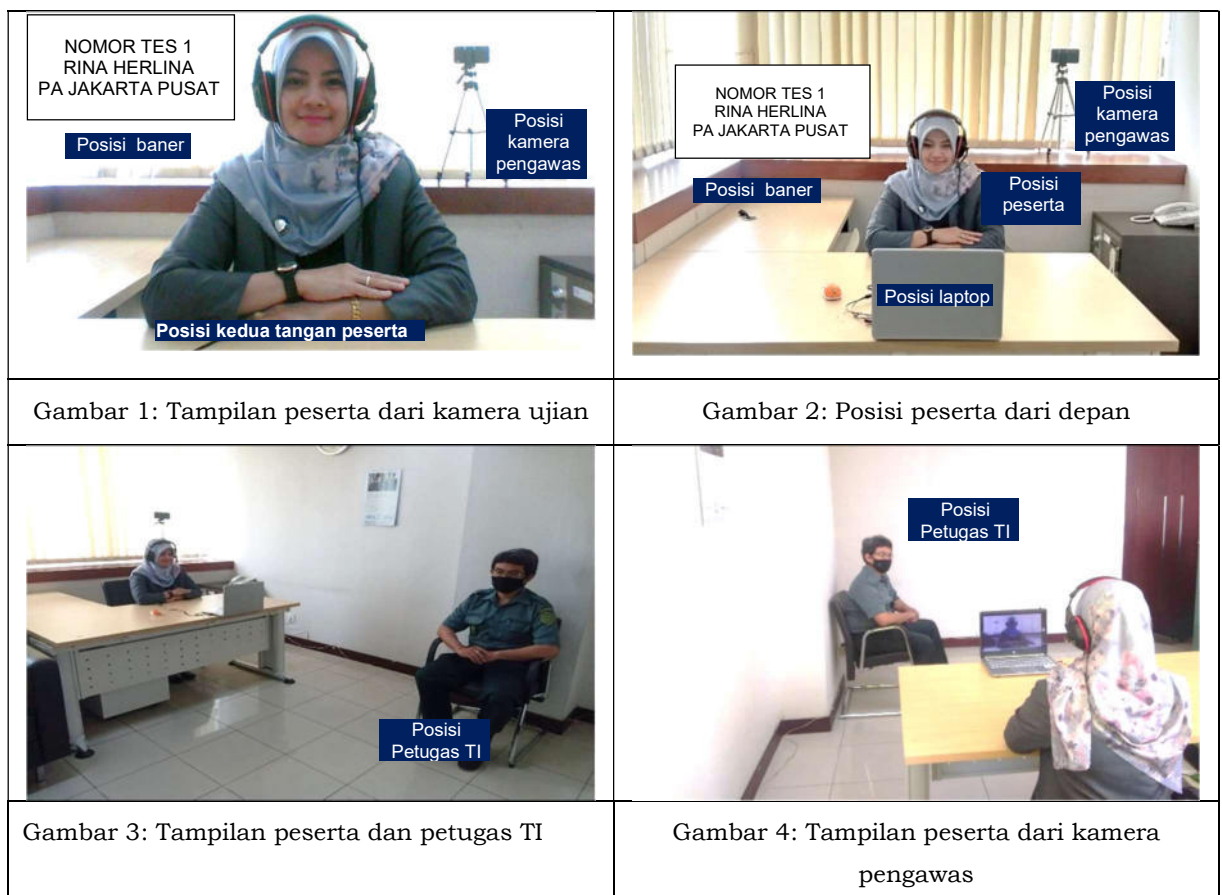 NOMOR TES 1
RINA HERLINA
PA JAKARTA PUSAT
Posisi baner
Posisi
kamera
pengawas
Posisi kedua tangan peserta
NOMOR TES 1
RINA HERLINA
PA JAKARTA PUSAT
Posisi
kamera
pengawas
Posisi baner
Posisi
peserta
Posisi laptop
Gambar 1: Tampilan peserta dari kamera ujian
Gambar 2: Posisi peserta dari depan
Posisi
Petugas TI
Posisi
Petugas TI
Gambar 3: Tampilan peserta dan petugas TI
Gambar 4: Tampilan peserta dari kamera
pengawas